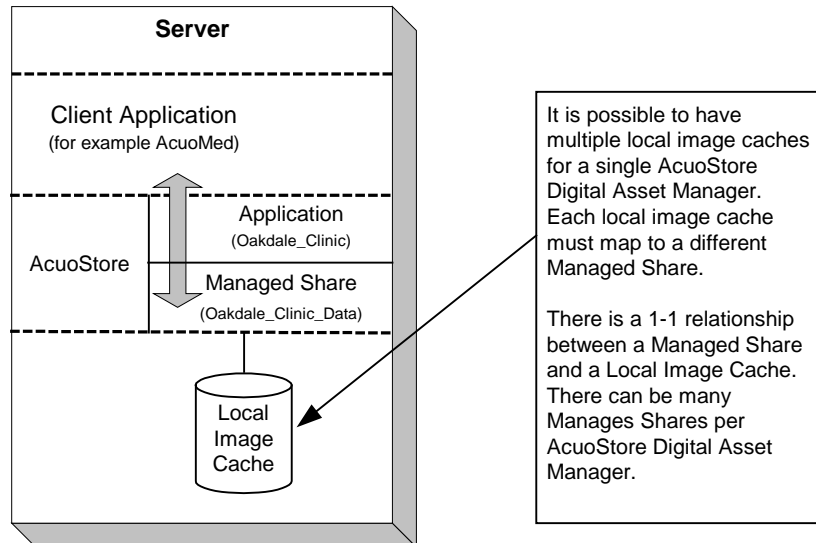 Server
Client Application
(for example AcuoMed)
AcuoStore
Application
(Oakdale_Clinic)
Managed Share
(Oakdale_Clinic_Data)
Local
Image
Cache
It is possible to have
multiple local image caches
for a single AcuoStore
Digital Asset Manager.
Each local image cache
must map to a different
Managed Share.
There is a 1-1 relationship
between a Managed Share
and a Local Image Cache.
There can be many
Manages Shares per
AcuoStore Digital Asset
Manager.